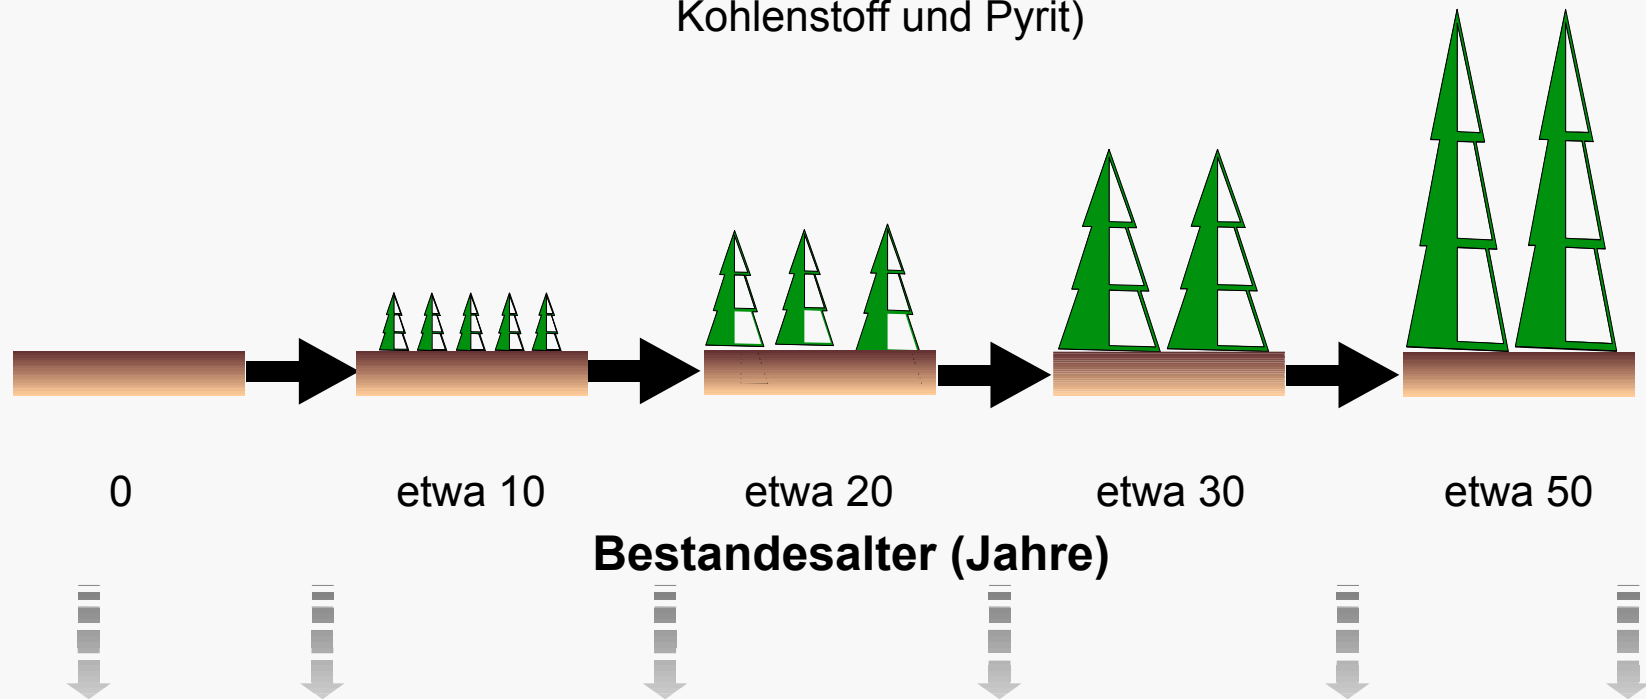 Kohlenstoff und Pyrit)
0 etwa 10 etwa 20 etwa 30 etwa 50
Bestandesalter (Jahre)